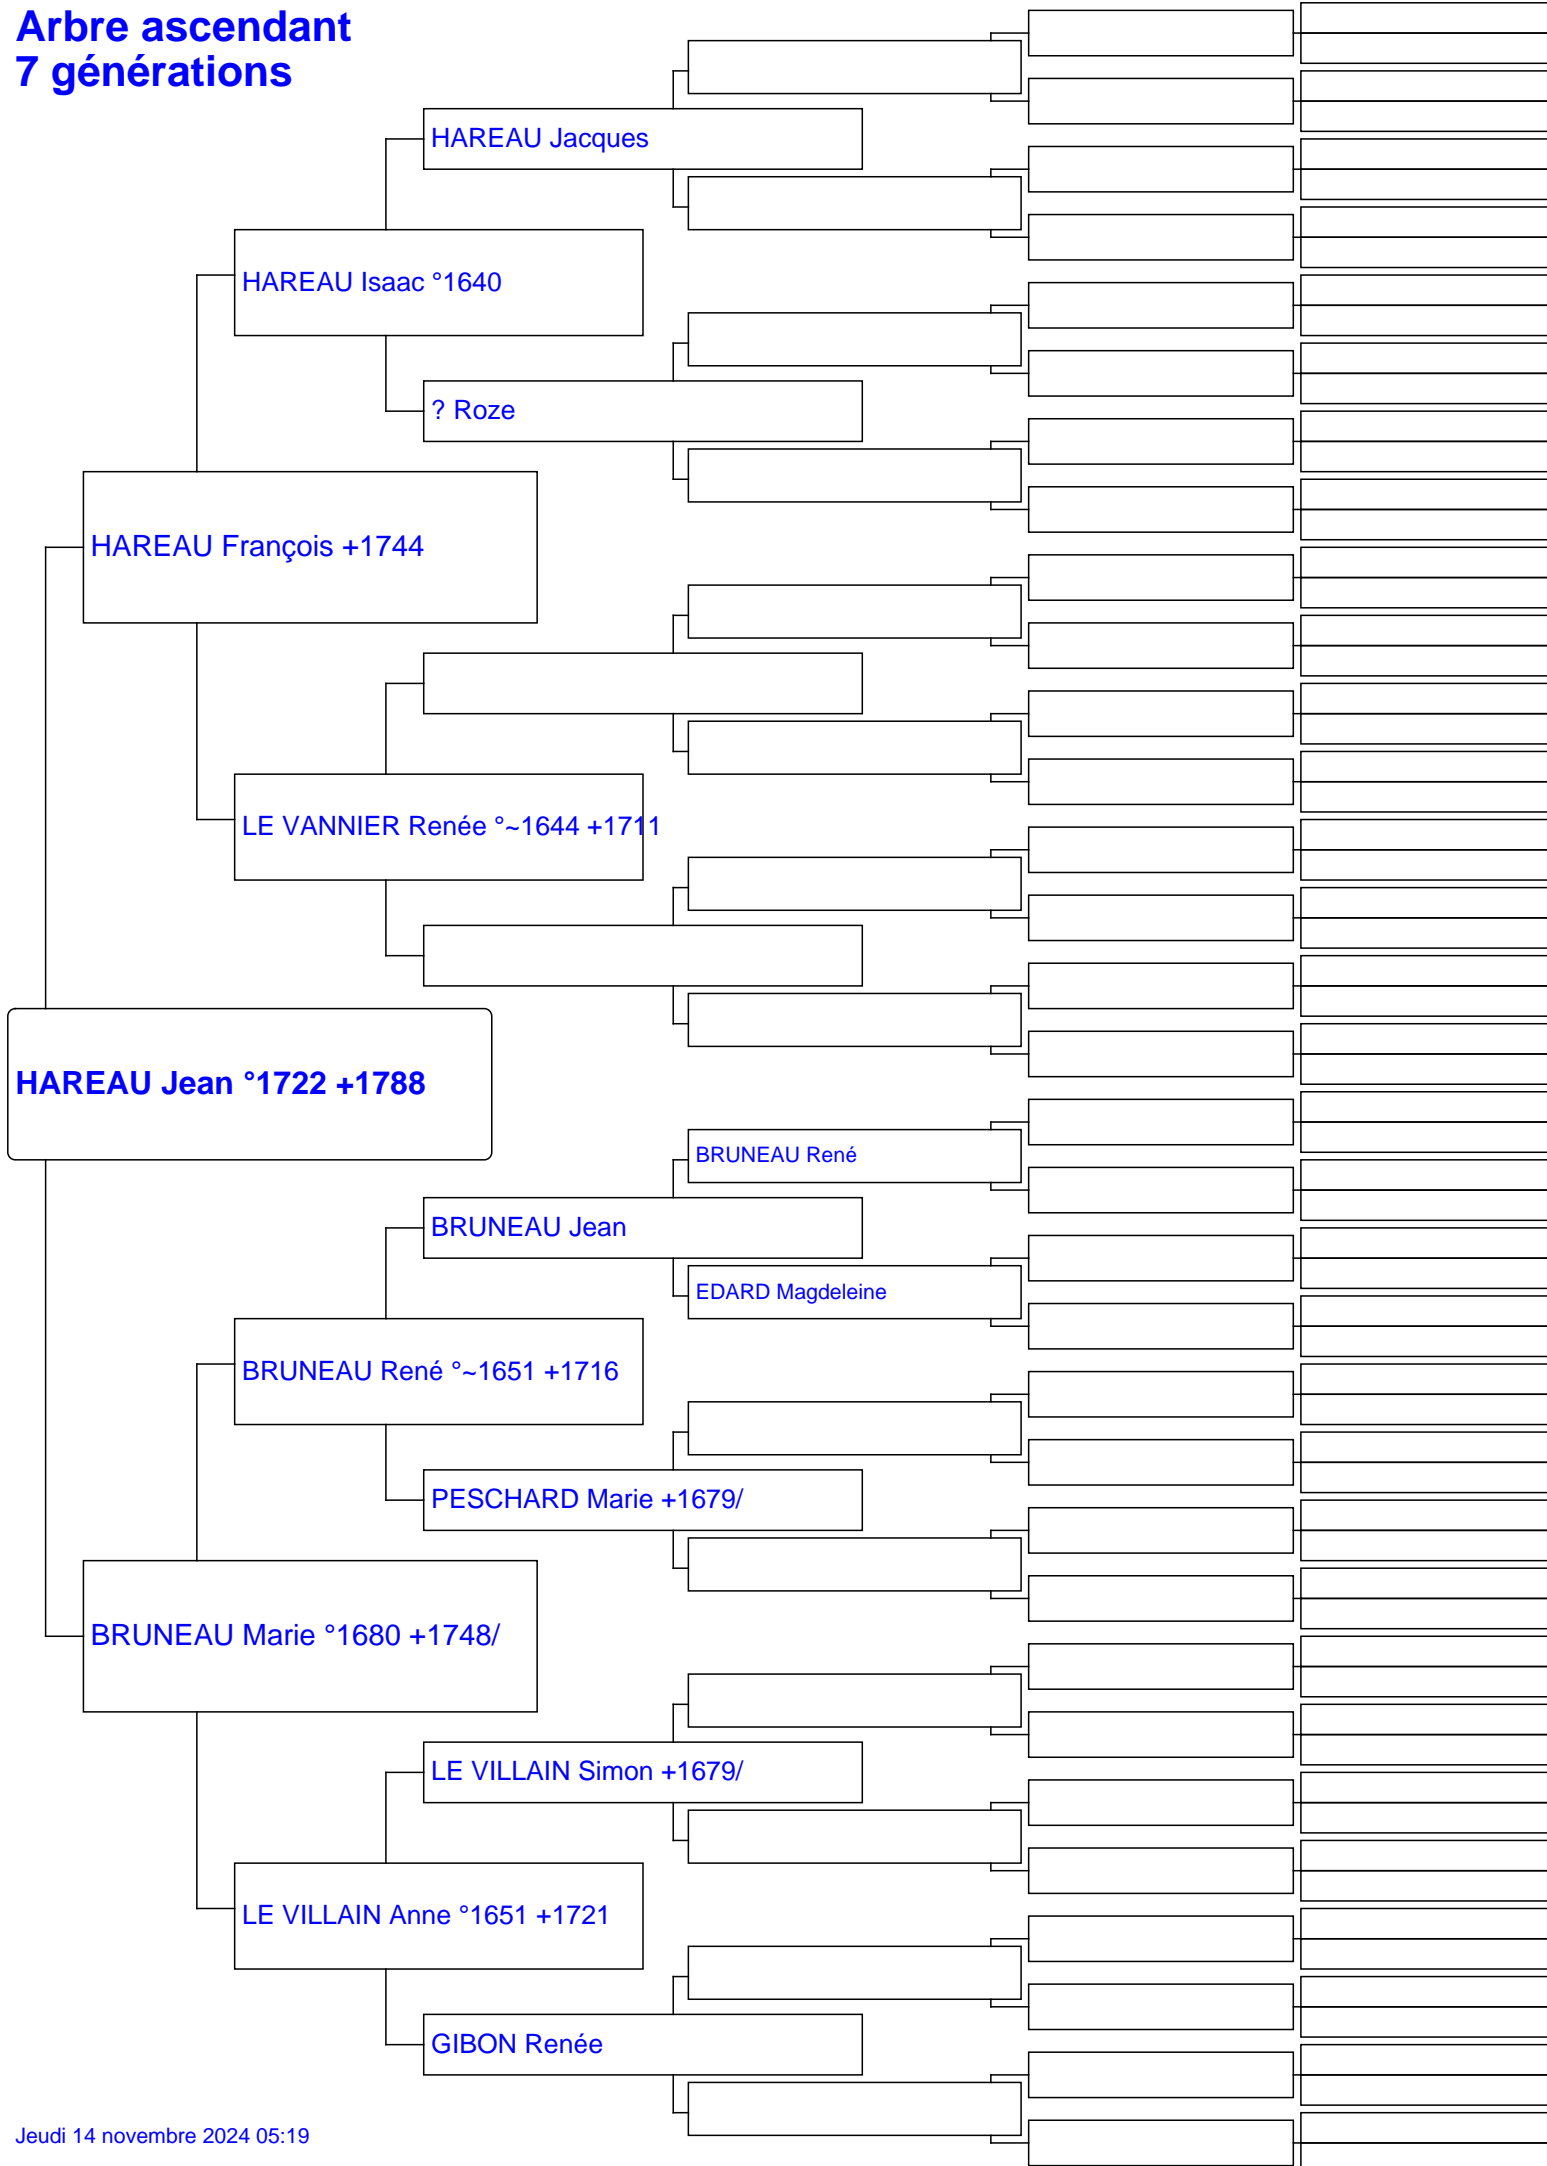 Arbre ascendant
7 générations
HAREAU Jacques
HAREAU Isaac °1640
? Roze
HAREAU François +1744
LE VANNIER Renée °~1644 +1711
HAREAU Jean °1722 +1788
BRUNEAU René
BRUNEAU Jean
EDARD Magdeleine
BRUNEAU René °~1651 +1716
PESCHARD Marie +1679/
BRUNEAU Marie °1680 +1748/
LE VILLAIN Simon +1679/
LE VILLAIN Anne °1651 +1721
GIBON Renée
Jeudi 14 novembre 2024 05:19